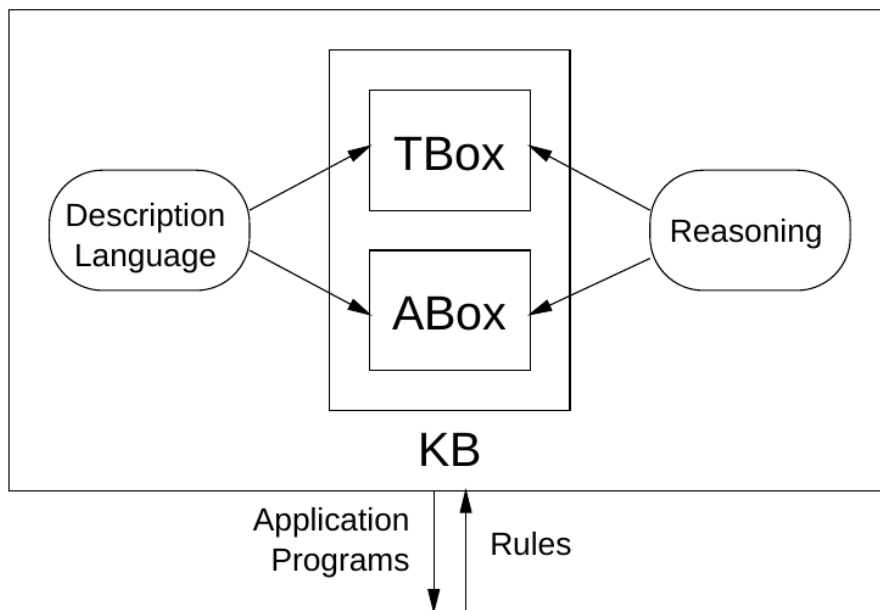 TBox
Description
Language
Reasoning
ABox
KB
Application
Programs
Rules